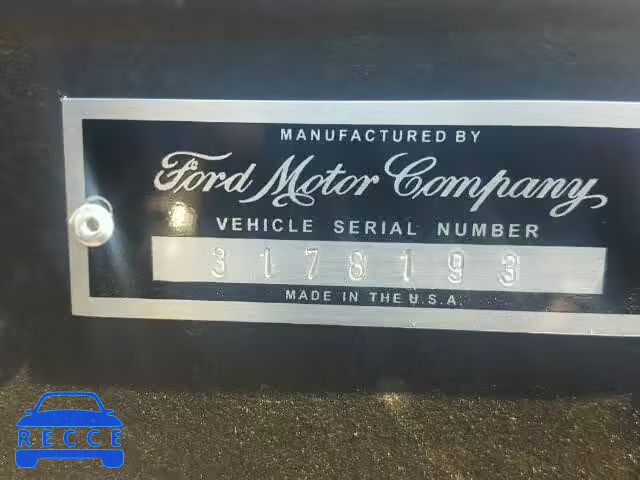 MANUFACTURED BY
Ford Motor Company
VEHICLE SERIAL NUMBER
3178193
MADE IN THE U.S.A.
RECCE